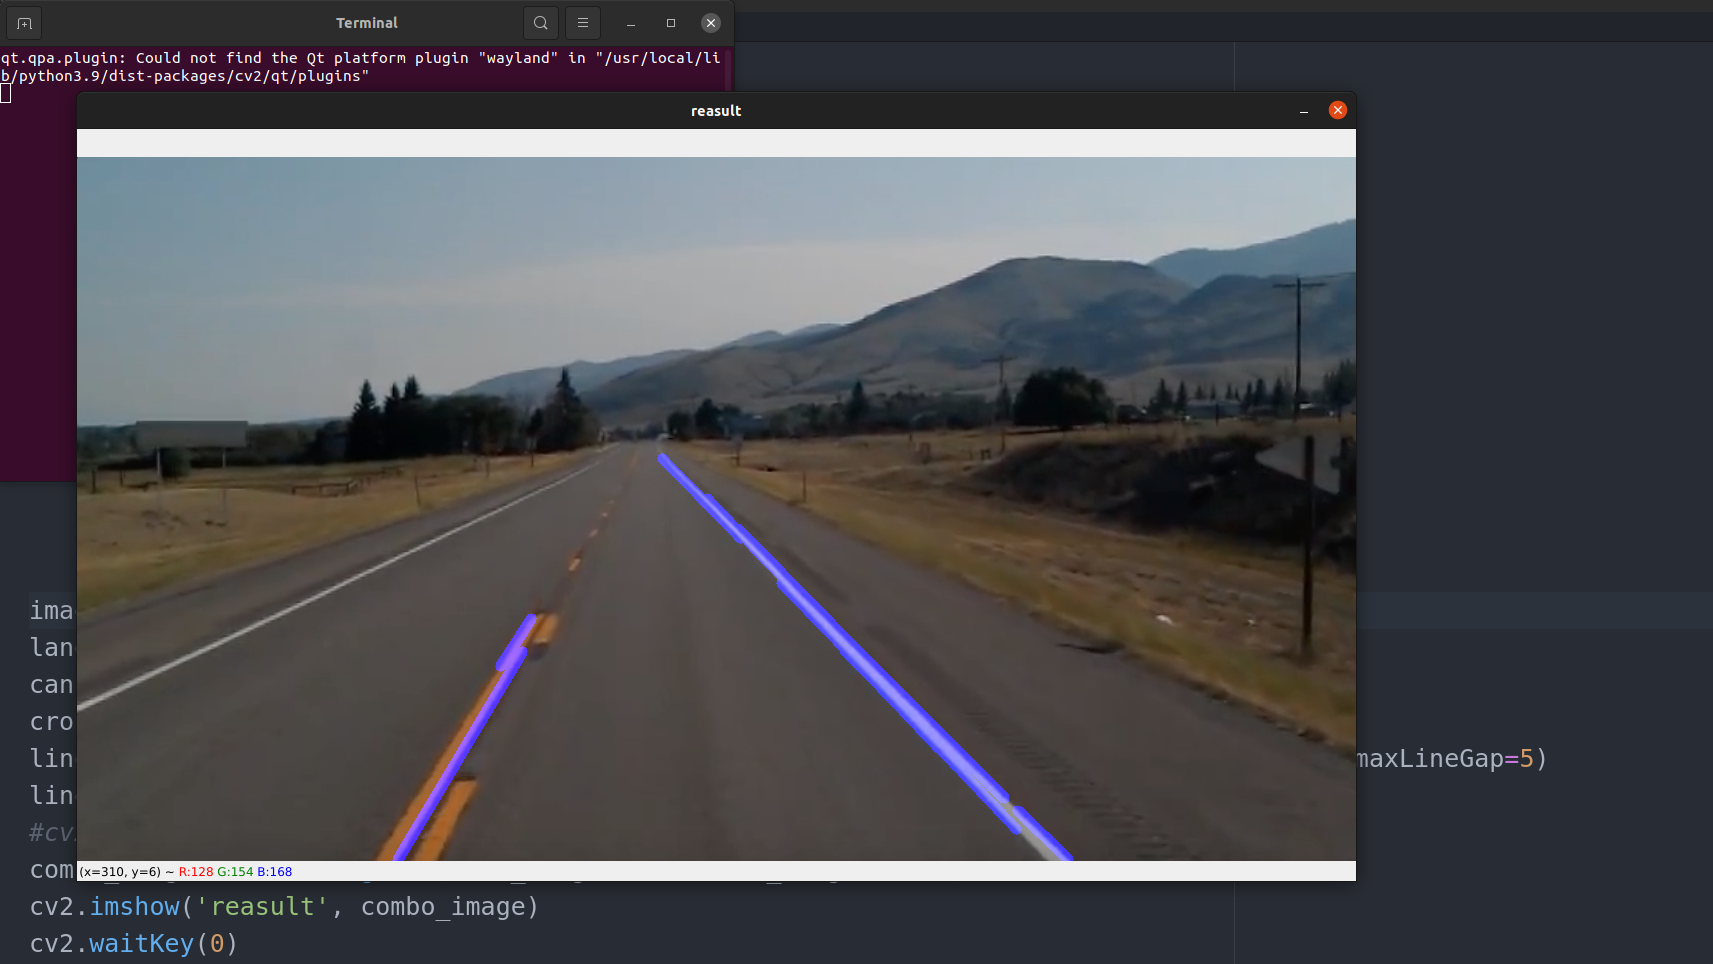 Terminal
qt.qpa.plugin: Could not find the Qt platform plugin "wayland" in "/usr/local/li
b/python3.9/dist-packages/cv2/qt/plugins"
reasult
(x=310, y=6) ~ R:128 G:154 B:168
ima
lan
can
cro
lin maxLineGap=5)
lin
#cv
com
cv2.imshow('reasult', combo_image)
cv2.waitKey(0)